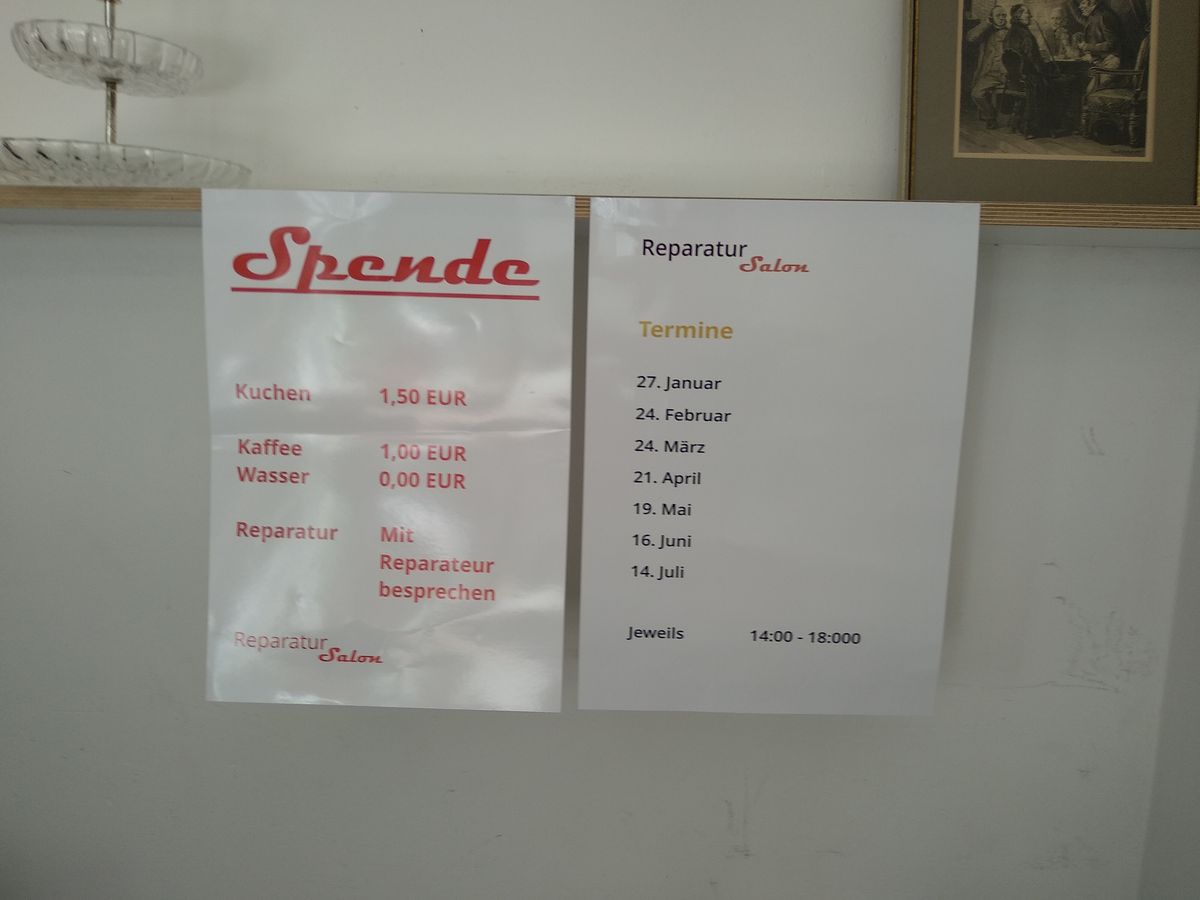 Spende
Kuchen 1,50 EUR
Kaffee 1,00 EUR
Wasser 0,00 EUR
Reparatur Mit
Reparateur
besprechen
Reparatur
Salon
Reparatur
Salon
Termine
27. Januar
24. Februar
24. März
21. April
19. Mai
16. Juni
14. Juli
Jeweils 14:00 - 18:000